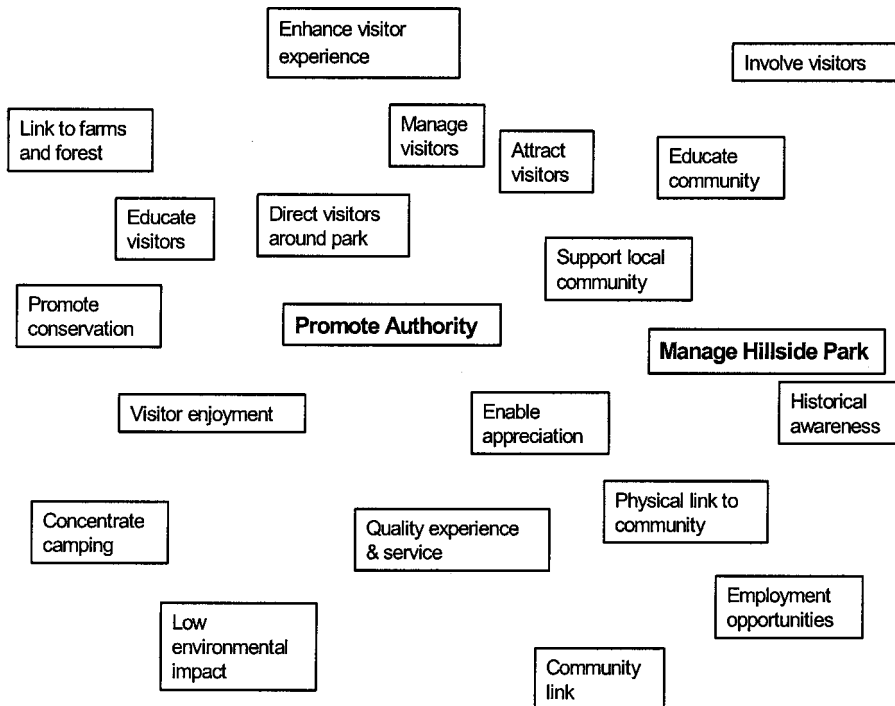 Enhance visitor
experience
Involve visitors
Link to farms
and forest
Manage
visitors
Attract
visitors
Educate
community
Educate
visitors
Direct visitors
around park
Support local
community
Promote
conservation
Promote Authority
Manage Hillside Park
Visitor enjoyment
Enable
appreciation
Historical
awareness
Concentrate
camping
Quality experience
& service
Physical link to
community
Low
environmental
impact
Employment
opportunities
Community
link